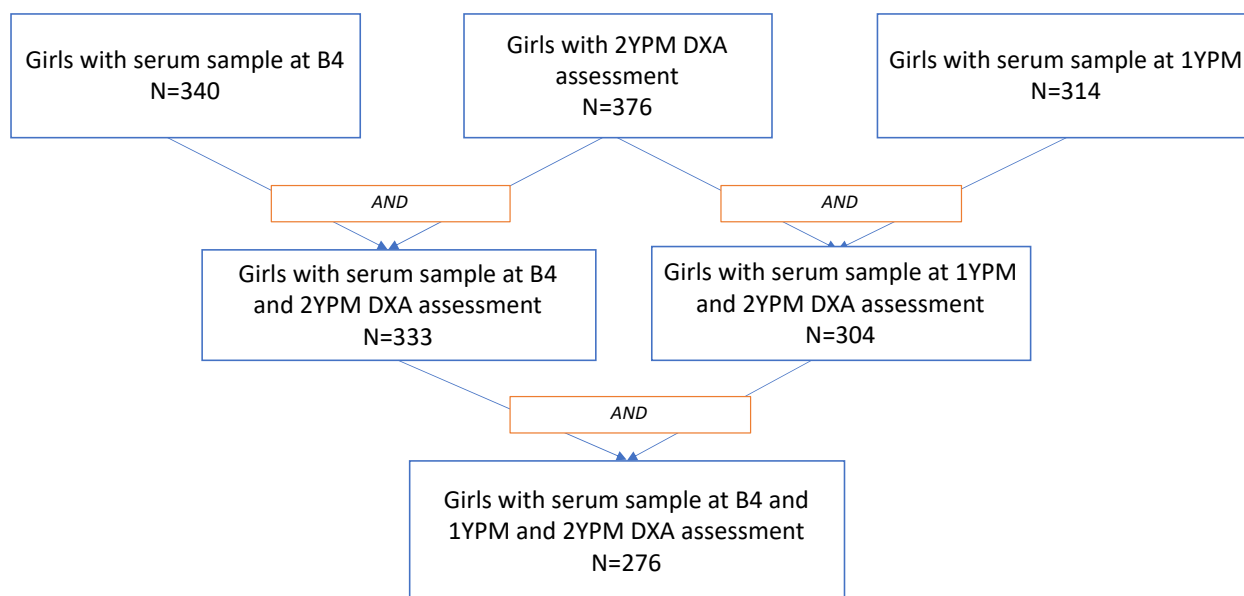 Girls with serum sample at B4
N=340
Girls with 2YPM DXA
assessment
N=376
Girls with serum sample at 1YPM
N=314
AND
AND
Girls with serum sample at B4
and 2YPM DXA assessment
N=333
Girls with serum sample at 1YPM
and 2YPM DXA assessment
N=304
AND
Girls with serum sample at B4 and
1YPM and 2YPM DXA assessment
N=276